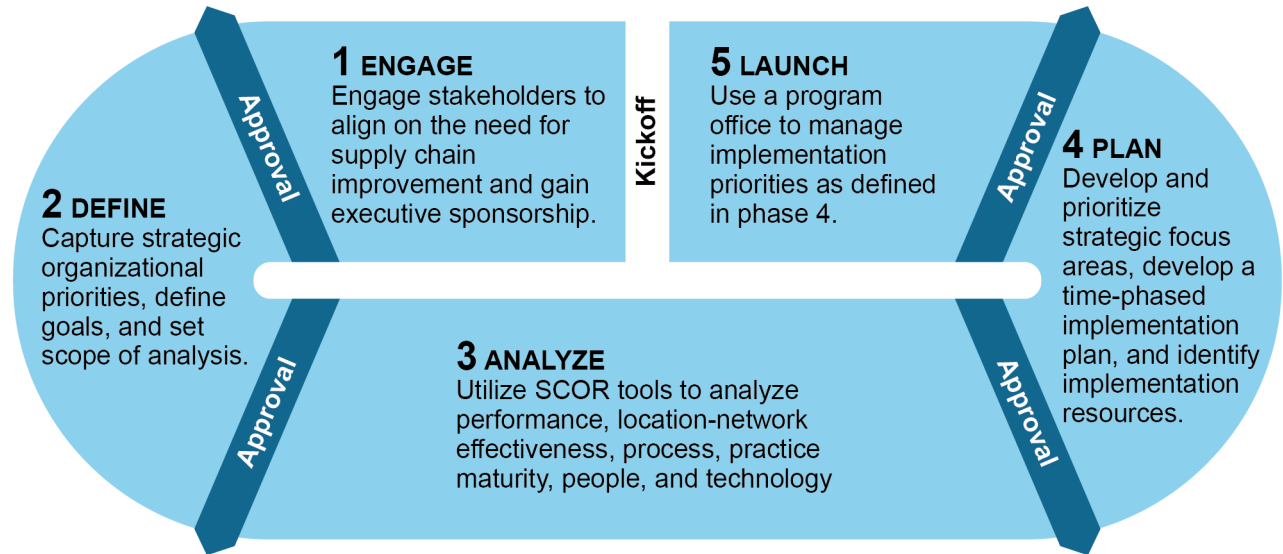 1 ENGAGE
Engage stakeholders to
align on the need for
supply chain
improvement and gain
executive sponsorship.
Approval
2 DEFINE
Capture strategic
organizational
priorities, define
goals, and set
scope of analysis.
Approval
3 ANALYZE
Utilize SCOR tools to analyze
performance, location-network
effectiveness, process, practice
maturity, people, and technology
Approval
4 PLAN
Develop and
prioritize
strategic focus
areas, develop a
time-phased
implementation
plan, and identify
implementation
resources.
Approval
5 LAUNCH
Use a program
office to manage
implementation
priorities as defined
in phase 4.
Kickoff